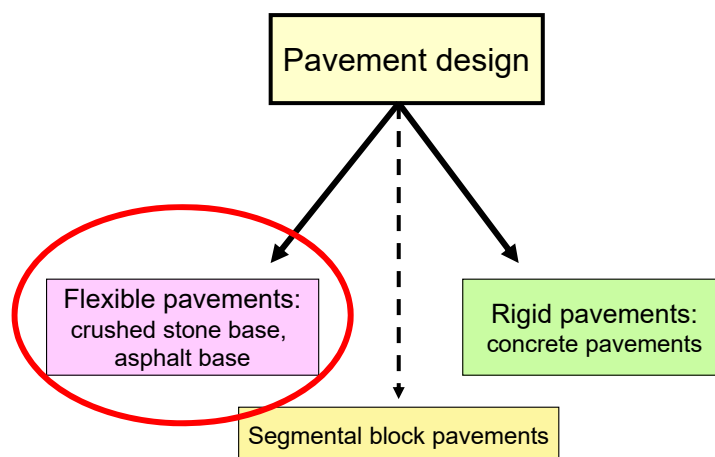 Pavement design
Flexible pavements:
crushed stone base,
asphalt base
Rigid pavements:
concrete pavements
Segmental block pavements